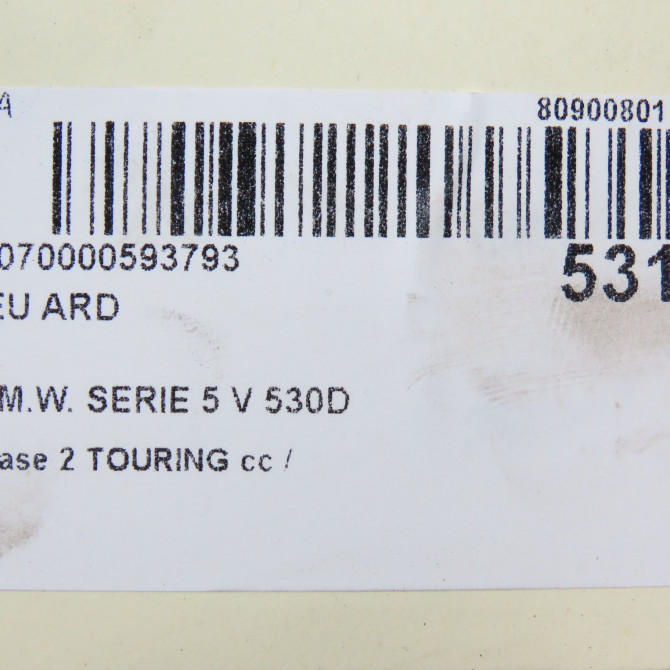 A 80900801
070000593793 531
EU ARD
M.W. SERIE 5 V 530D
ase 2 TOURING cc /